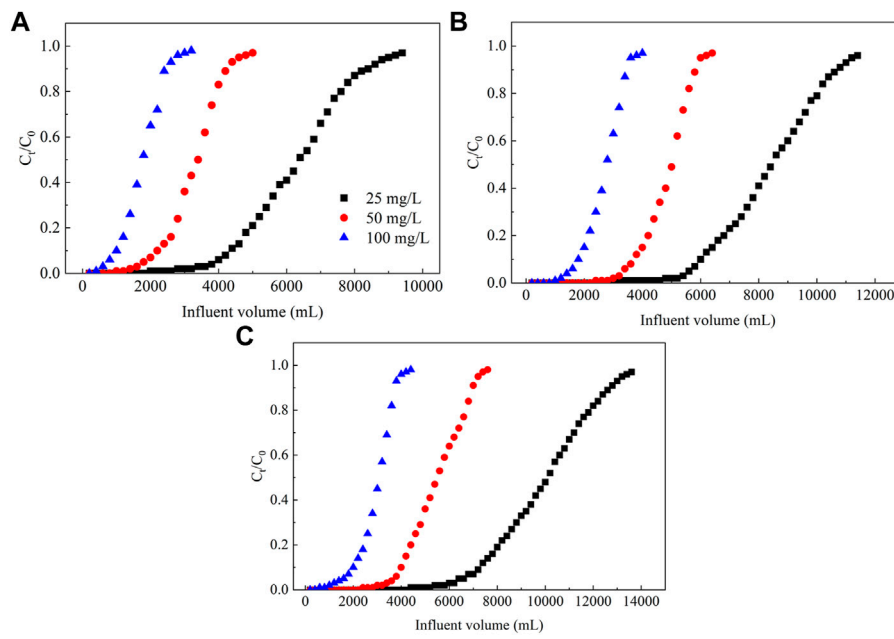 A
1.0
0.8
0.6
0.4
0.2
0.0
Ct/C0
25 mg/L
50 mg/L
100 mg/L
0 2000 4000 6000 8000 10000
Influent volume (mL)
B
1.0
0.8
0.6
0.4
0.2
0.0
Ct/C0
0 2000 4000 6000 8000 10000 12000
Influent volume (mL)
C
1.0
0.8
0.6
0.4
0.2
0.0
Ct/C0
0 2000 4000 6000 8000 10000 12000 14000
Influent volume (mL)